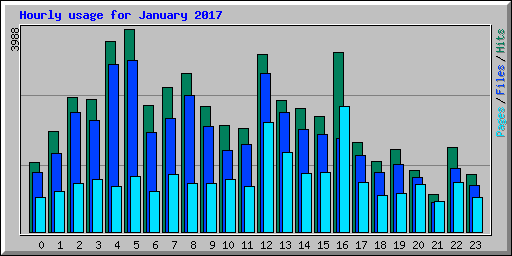 Hourly usage for January 2017
3988
Pages / Files / Hits
0 1 2 3 4 5 6 7 8 9 10 11 12 13 14 15 16 17 18 19 20 21 22 23